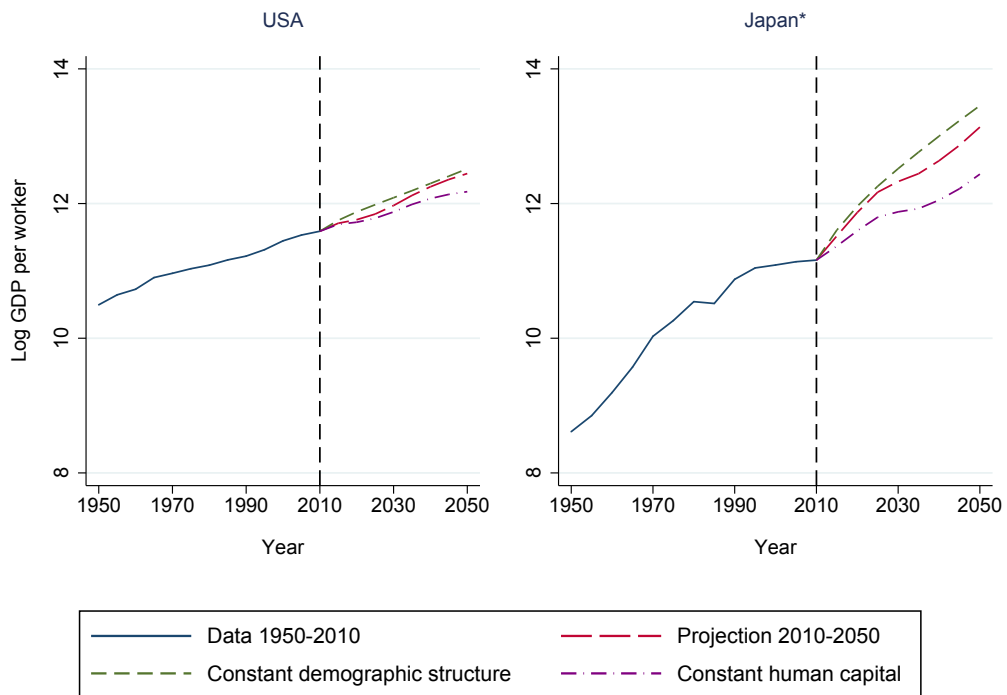 USA
Japan*
Log GDP per worker
14
12
10
8
1950 1970 1990 2010 2030 2050
Year
14
12
10
8
1950 1970 1990 2010 2030 2050
Year
Data 1950-2010
Projection 2010-2050
Constant demographic structure
Constant human capital